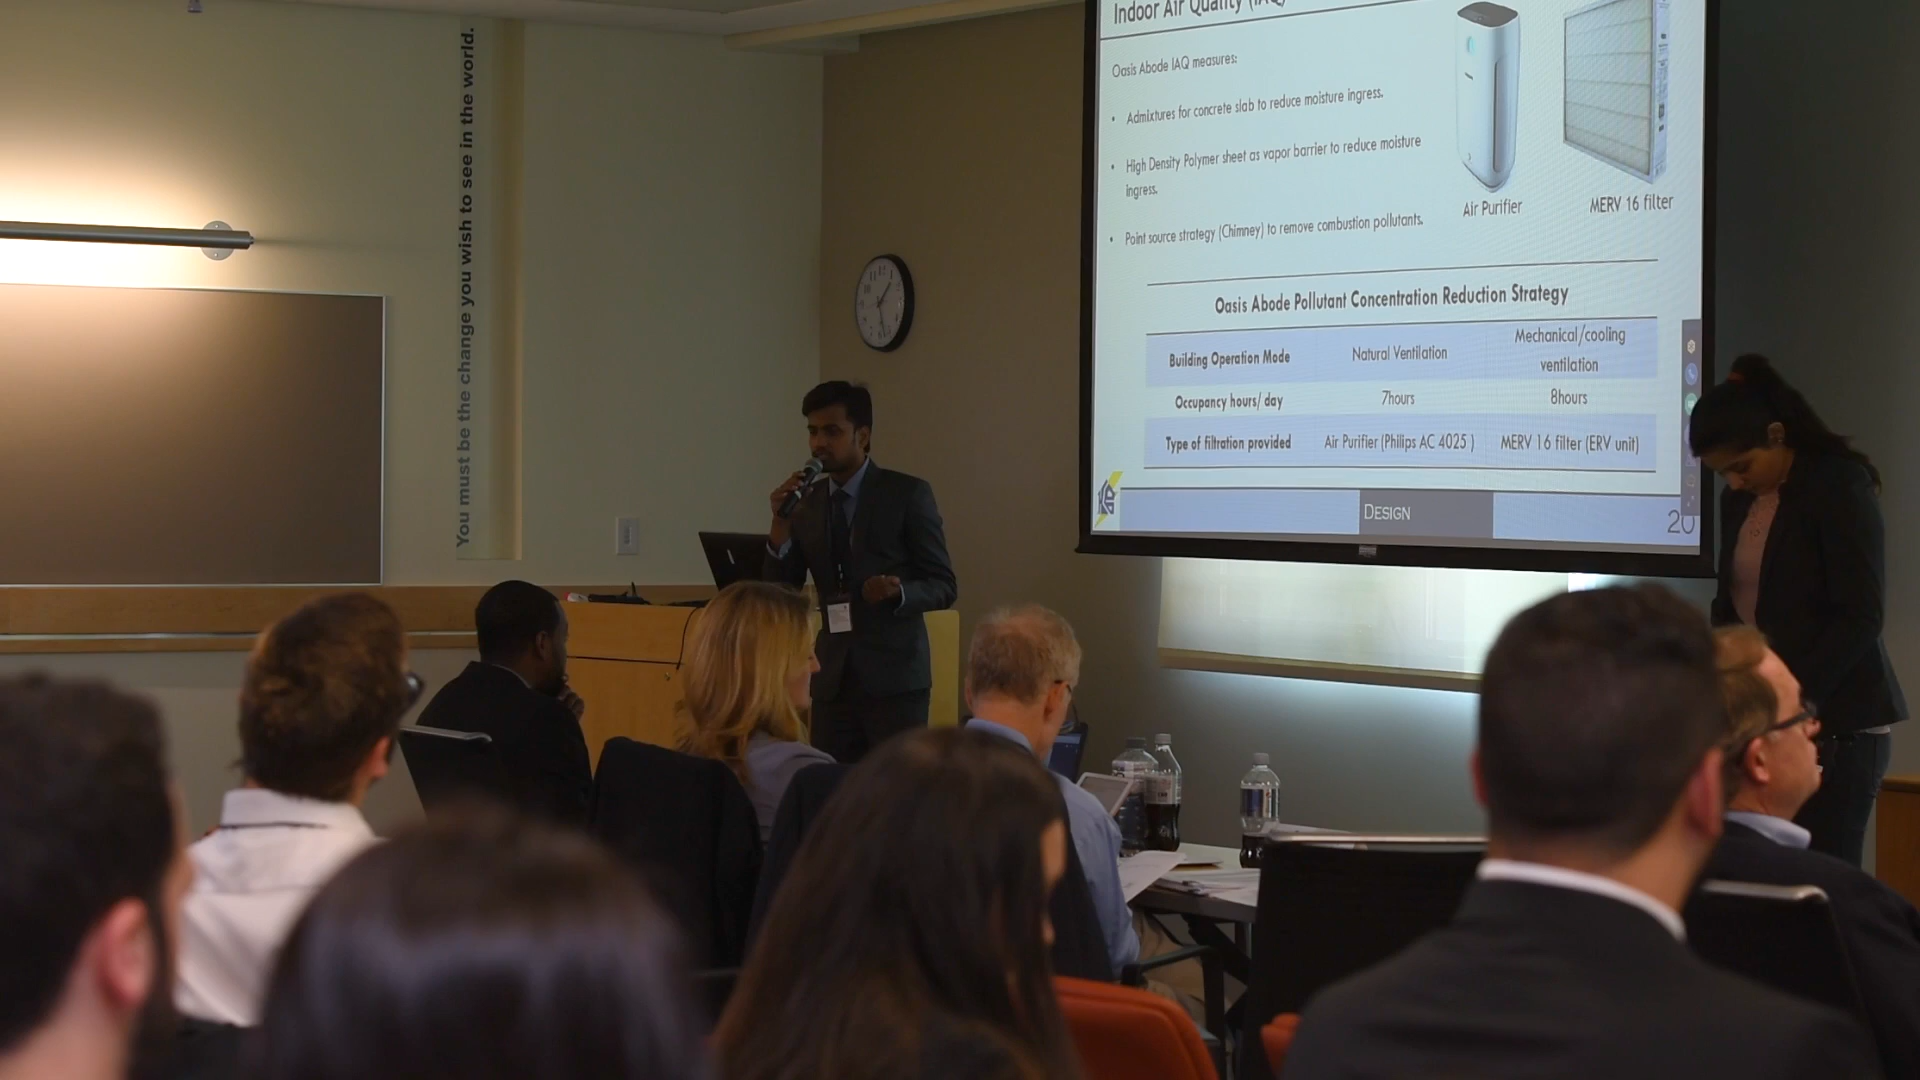 You must be the change you wish to see in the world.
Indoor Air Quality (IAQ)
Oasis Abode IAQ measures:
• Admixtures for concrete slab to reduce moisture ingress.
• High Density Polymer sheet as vapor barrier to reduce moisture
ingress.
• Point source strategy (Chimney) to remove combustion pollutants.
Air Purifier
MERV 16 filter
Oasis Abode Pollutant Concentration Reduction Strategy
Building Operation Mode Natural Ventilation Mechanical/cooling
ventilation
Occupancy hours/ day 7hours 8hours
Type of filtration provided Air Purifier (Philips AC 4025 ) MERV 16 filter (ERV unit)
DESIGN
20